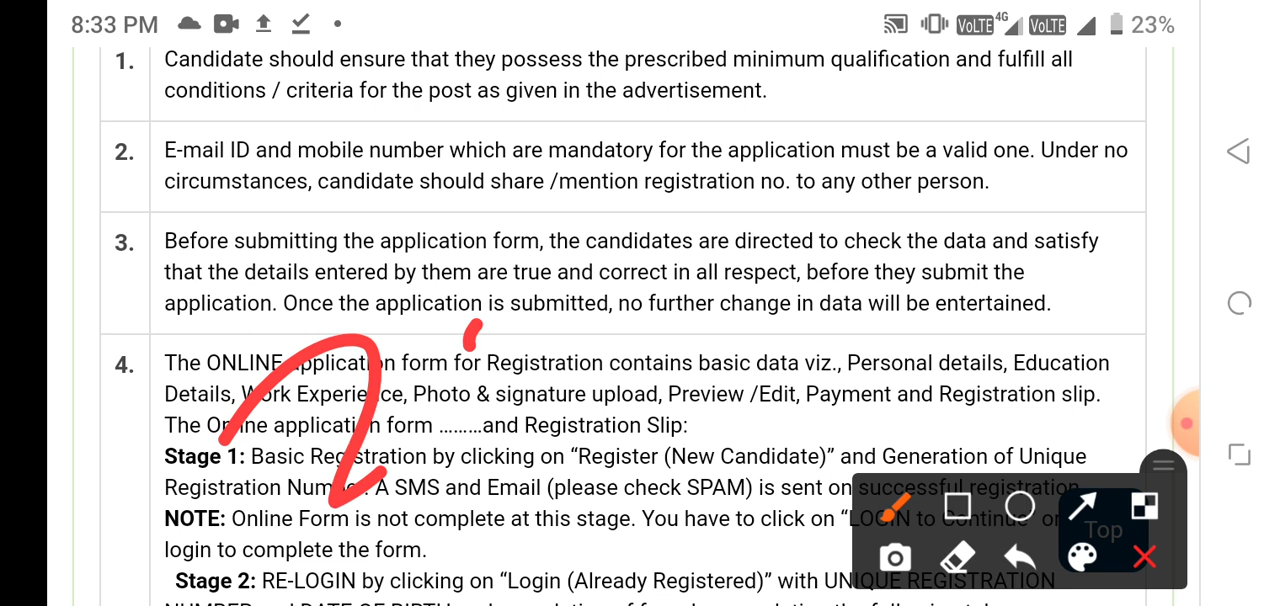 8:33 PM VoLTE 4G VoLTE 23%
1. Candidate should ensure that they possess the prescribed minimum qualification and fulfill all
conditions / criteria for the post as given in the advertisement.
2. E-mail ID and mobile number which are mandatory for the application must be a valid one. Under no
circumstances, candidate should share /mention registration no. to any other person.
3. Before submitting the application form, the candidates are directed to check the data and satisfy
that the details entered by them are true and correct in all respect, before they submit the
application. Once the application is submitted, no further change in data will be entertained.
4. The ONLINE application form for Registration contains basic data viz., Personal details, Education
Details, Work Experience, Photo & signature upload, Preview /Edit, Payment and Registration slip.
The Online application form .........and Registration Slip:
Stage 1: Basic Registration by clicking on “Register (New Candidate)” and Generation of Unique
Registration Number. A SMS and Email (please check SPAM) is sent on successful registration
NOTE: Online Form is not complete at this stage. You have to click on “LOGIN to Continue” or
Top
login to complete the form.
Stage 2: RE-LOGIN by clicking on “Login (Already Registered)” with UNIQUE REGISTRATION